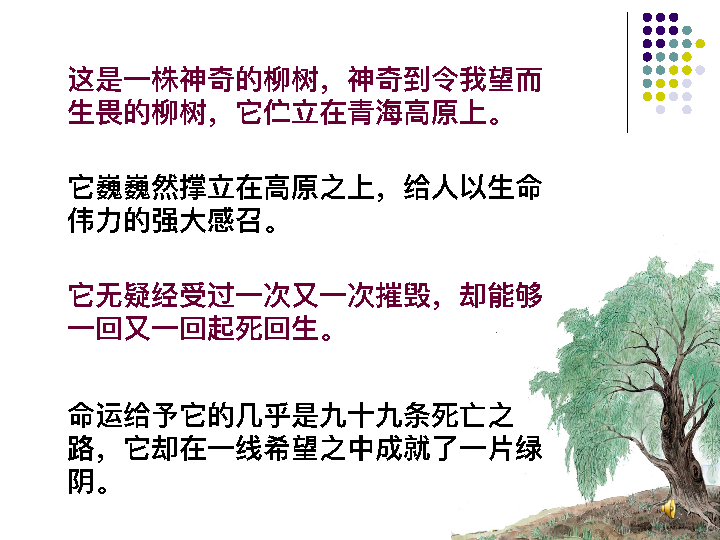 这是一株神奇的柳树，神奇到令我望而
生畏的柳树，它伫立在青海高原上。
它巍巍然撑立在高原之上，给人以生命
伟力的强大感召。
它无疑经受过一次又一次摧毁，却能够
一回又一回起死回生。
命运给予它的几乎是九十九条死亡之
路，它却在一线希望之中成就了一片绿
阴。